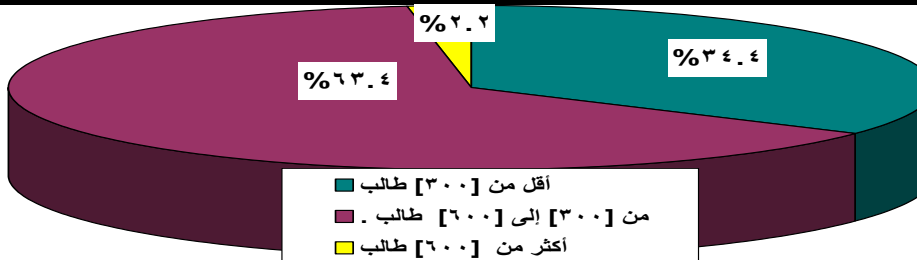 %٢.٢
%٣٤.٤
%٦٣.٤
أقل من [٣٠٠] طالب
من [٣٠٠] إلى [٦٠٠] طالب .
أكثر من [٦٠٠] طالب